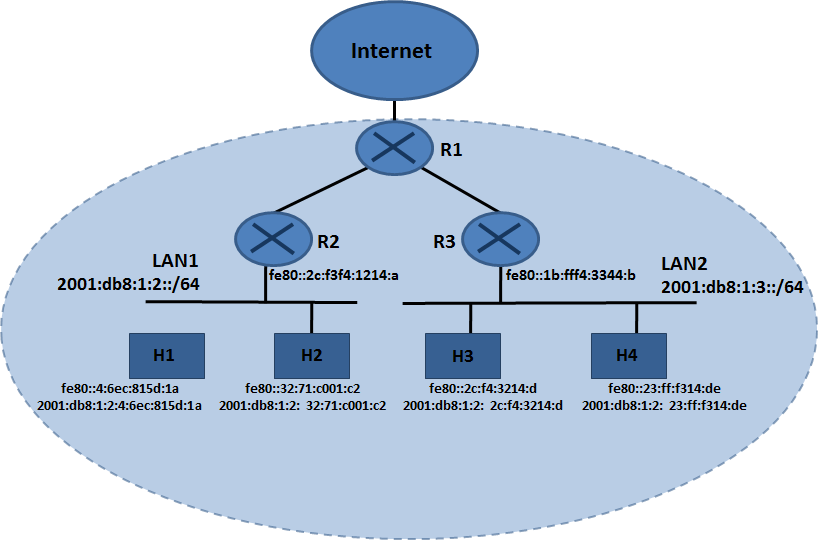 Internet
R1
R2
R3
LAN1
2001:db8:1:2::/64
fe80::2c:f3f4:1214:a
fe80::1b:fff4:3344:b
LAN2
2001:db8:1:3::/64
H1
H2
H3
H4
fe80::4:6ec:815d:1a
2001:db8:1:2:4:6ec:815d:1a
fe80::32:71:c001:c2
2001:db8:1:2: 32:71:c001:c2
fe80::2c:f4:3214:d
2001:db8:1:2: 2c:f4:3214:d
fe80::23:ff:f314:de
2001:db8:1:2: 23:ff:f314:de